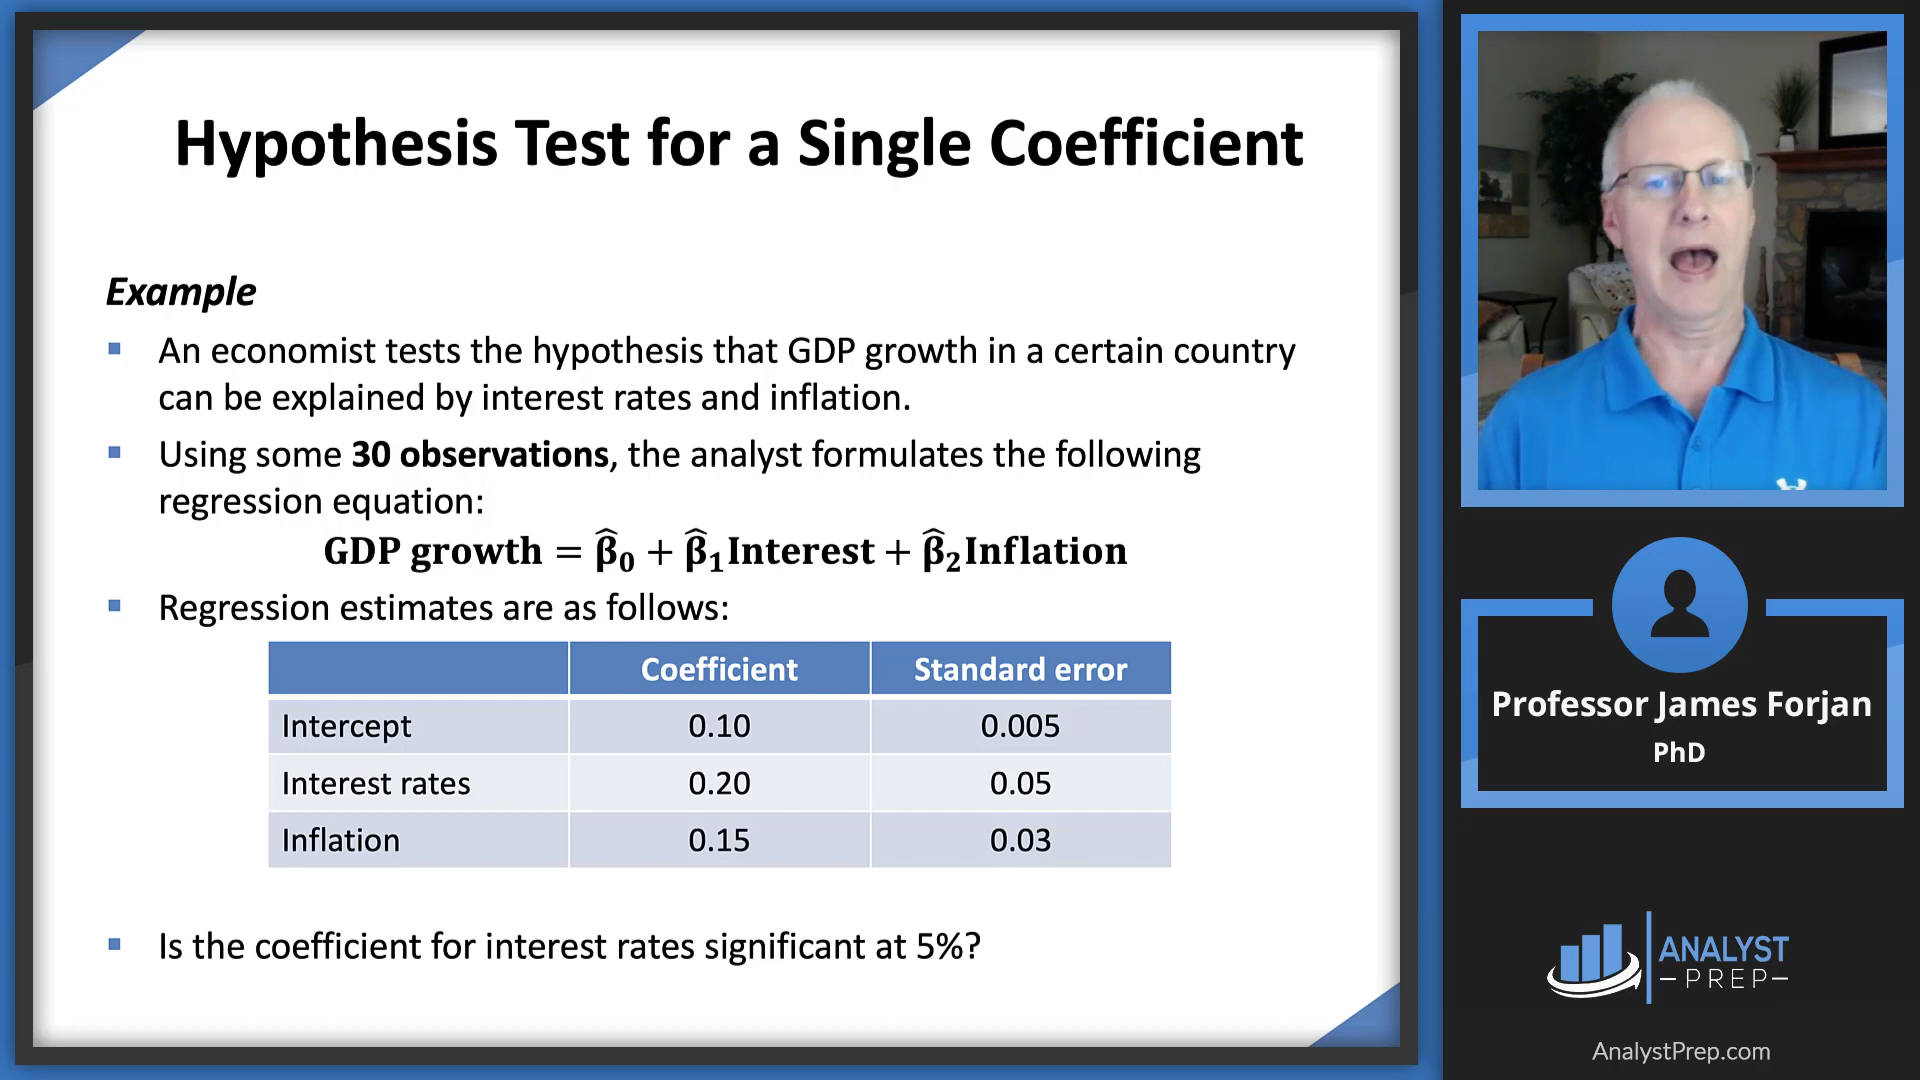 Hypothesis Test for a Single Coefficient
Example
▪ An economist tests the hypothesis that GDP growth in a certain country
can be explained by interest rates and inflation.
▪ Using some 30 observations, the analyst formulates the following
regression equation:
GDP growth = β̂₀ + β̂₁Interest + β̂₂Inflation
▪ Regression estimates are as follows:
Coefficient Standard error
Intercept 0.10 0.005
Interest rates 0.20 0.05
Inflation 0.15 0.03
▪ Is the coefficient for interest rates significant at 5%?
Professor James Forjan
PhD
ANALYST
PREP
AnalystPrep.com